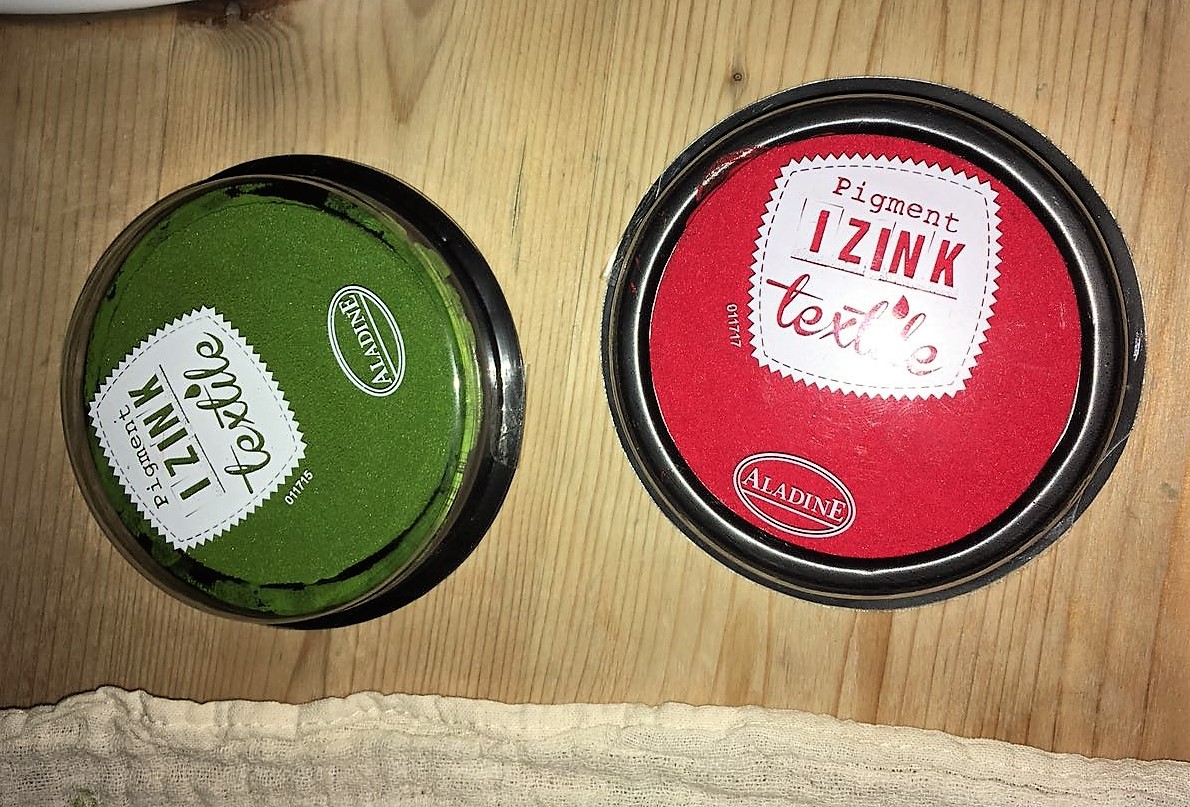 Pigment
IZINK
textile
011715
ALADINE
Pigment
IZINK
textile
011717
ALADINE